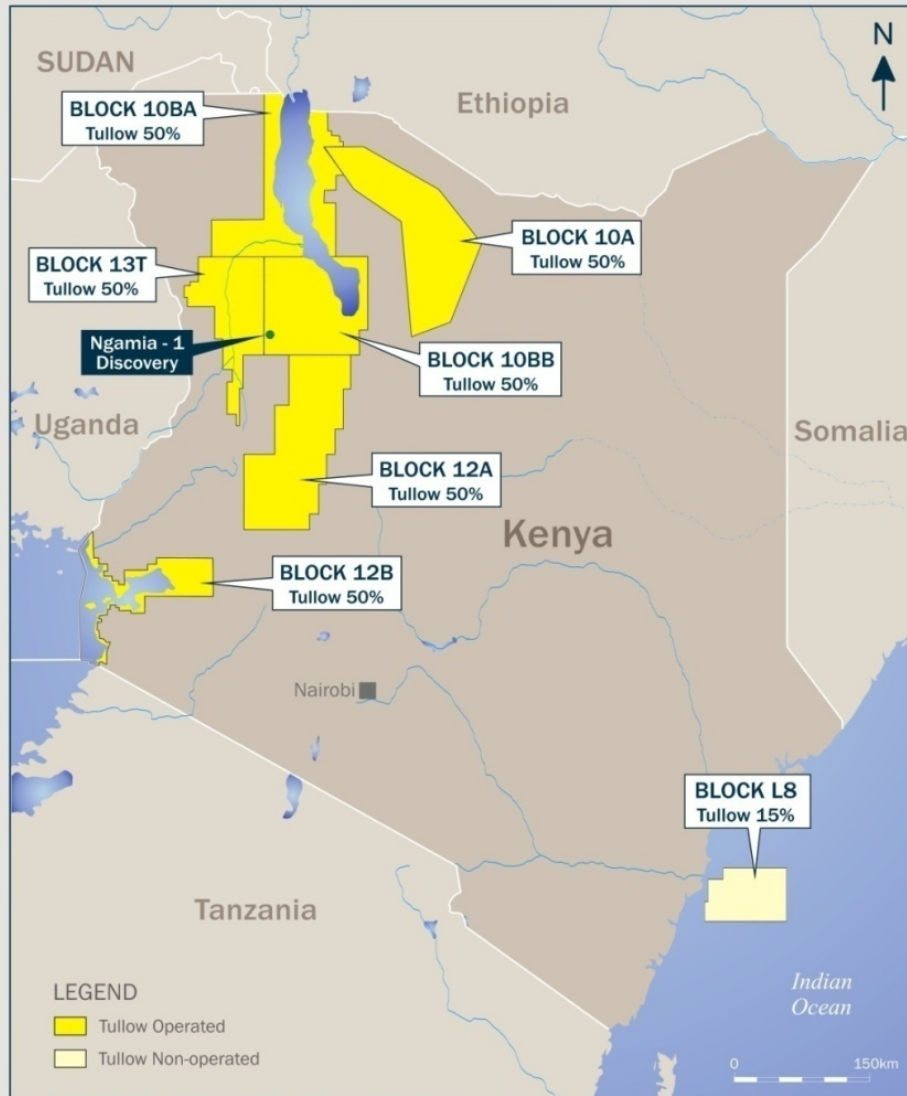 N
SUDAN
Ethiopia
BLOCK 10BA
Tullow 50%
BLOCK 10A
Tullow 50%
BLOCK 13T
Tullow 50%
Ngamia - 1
Discovery
BLOCK 10BB
Tullow 50%
Uganda
Somalia
BLOCK 12A
Tullow 50%
Kenya
BLOCK 12B
Tullow 50%
Nairobi
BLOCK L8
Tullow 15%
Tanzania
Indian
Ocean
LEGEND
Tullow Operated
Tullow Non-operated
0 150km